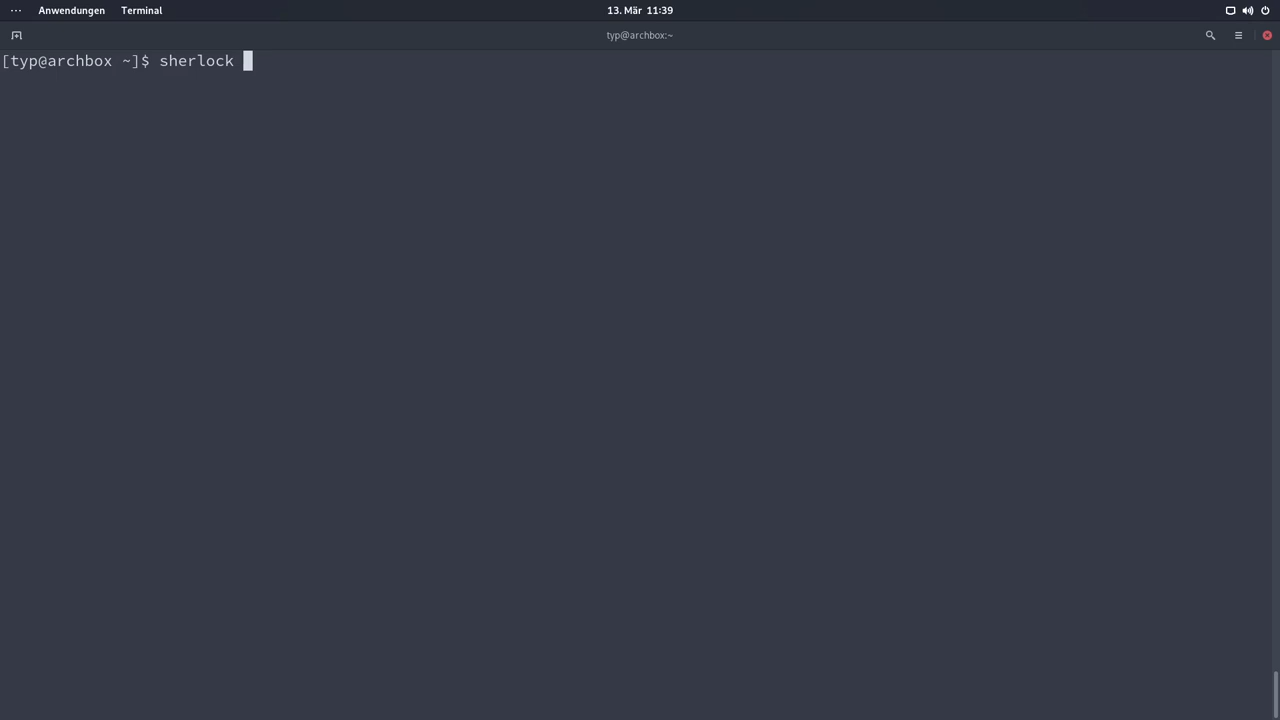 ··· Anwendungen Terminal 13. Mär 11:39
typ@archbox:~
[typ@archbox ~]$ sherlock